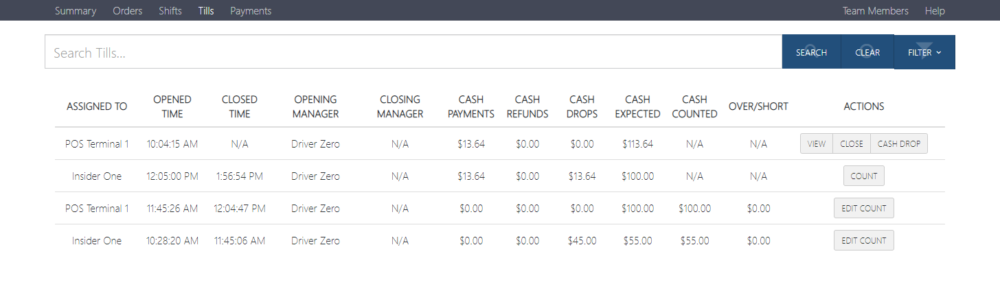 Summary Orders Shifts Tills Payments Team Members Help
Search Tills... SEARCH CLEAR FILTER
ASSIGNED TO OPENED TIME CLOSED TIME OPENING MANAGER CLOSING MANAGER CASH PAYMENTS CASH REFUNDS CASH DROPS CASH EXPECTED CASH COUNTED OVER/SHORT ACTIONS
POS Terminal 1 10:04:15 AM N/A Driver Zero N/A $13.64 $0.00 $0.00 $113.64 N/A N/A VIEW CLOSE CASH DROP
Insider One 12:05:00 PM 1:56:54 PM Driver Zero N/A $13.64 $0.00 $13.64 $100.00 N/A N/A COUNT
POS Terminal 1 11:45:26 AM 12:04:47 PM Driver Zero N/A $0.00 $0.00 $0.00 $100.00 $100.00 $0.00 EDIT COUNT
Insider One 10:28:20 AM 11:45:06 AM Driver Zero N/A $0.00 $0.00 $45.00 $55.00 $55.00 $0.00 EDIT COUNT